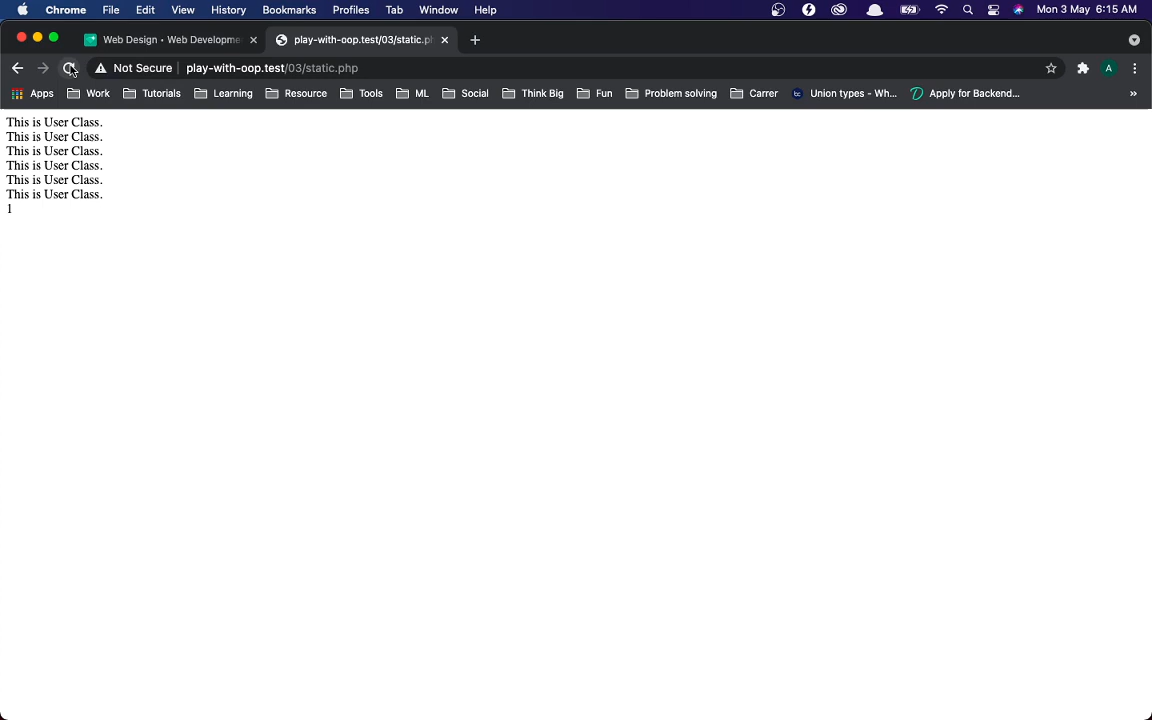 Chrome File Edit View History Bookmarks Profiles Tab Window Help Mon 3 May 6:15 AM
Web Design • Web Developme play-with-oop.test/03/static.p
Not Secure play-with-oop.test/03/static.php A
Apps Work Tutorials Learning Resource Tools ML Social Think Big Fun Problem solving Carrer bc Union types - Wh... Apply for Backend... »
This is User Class.
This is User Class.
This is User Class.
This is User Class.
This is User Class.
This is User Class.
1